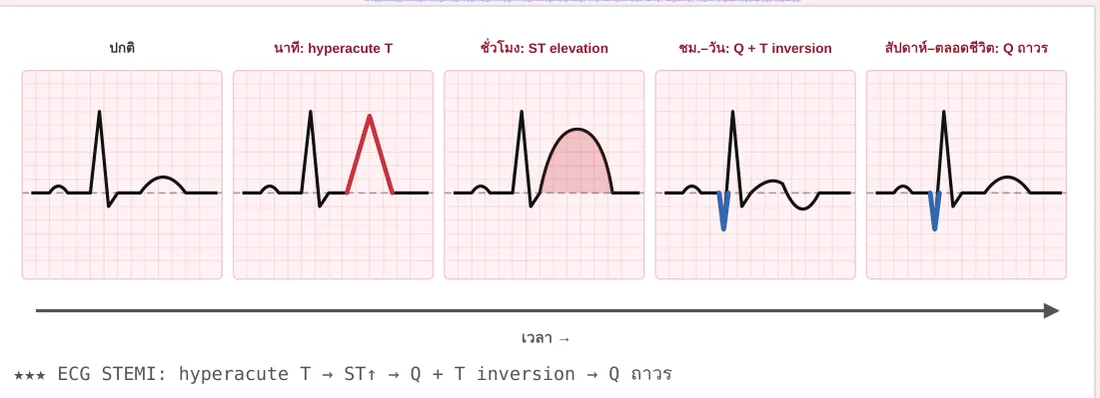 ปกติ
นาที: hyperacute T
ชั่วโมง: ST elevation
ชม.–วัน: Q + T inversion
สัปดาห์–ตลอดชีวิต: Q ถาวร
เวลา →
★★★ ECG STEMI: hyperacute T → ST↑ → Q + T inversion → Q ถาวร